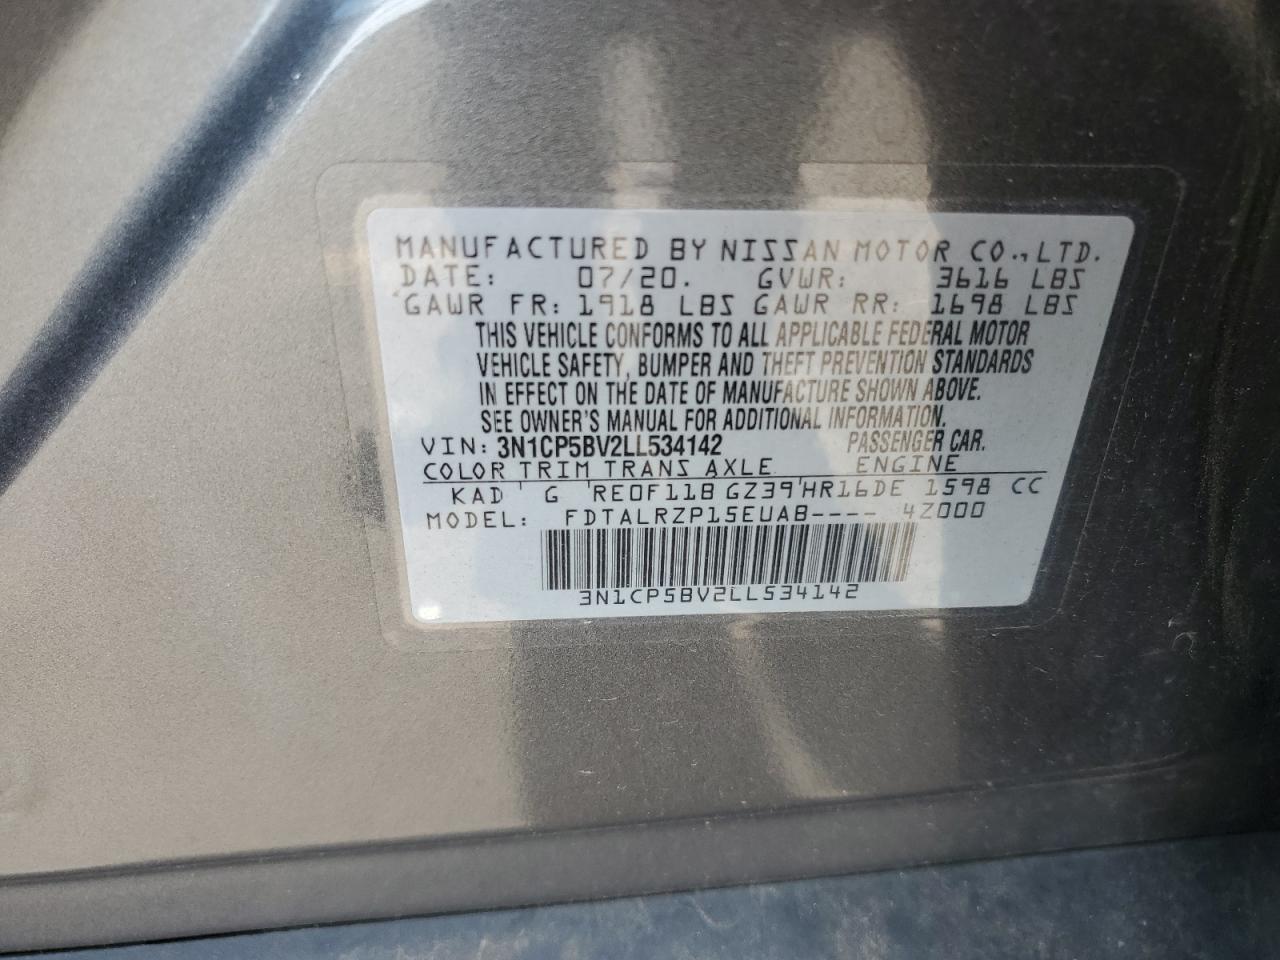 MANUFACTURED BY NISSAN MOTOR CO., LTD.
DATE: 07/20. GVWR: 3616 LBS
GAWR FR: 1918 LBS GAWR RR: 1698 LBS
THIS VEHICLE CONFORMS TO ALL APPLICABLE FEDERAL MOTOR
VEHICLE SAFETY, BUMPER AND THEFT PREVENTION STANDARDS
IN EFFECT ON THE DATE OF MANUFACTURE SHOWN ABOVE.
SEE OWNER'S MANUAL FOR ADDITIONAL INFORMATION.
VIN: 3N1CP5BV2LL534142 PASSENGER CAR.
COLOR TRIM TRANS AXLE ENGINE
KAD G RE0F11B GZ39 HR16DE 1598 CC
MODEL: FDTALRZP15EUAB---- 4Z000
3N1CP5BV2LL534142